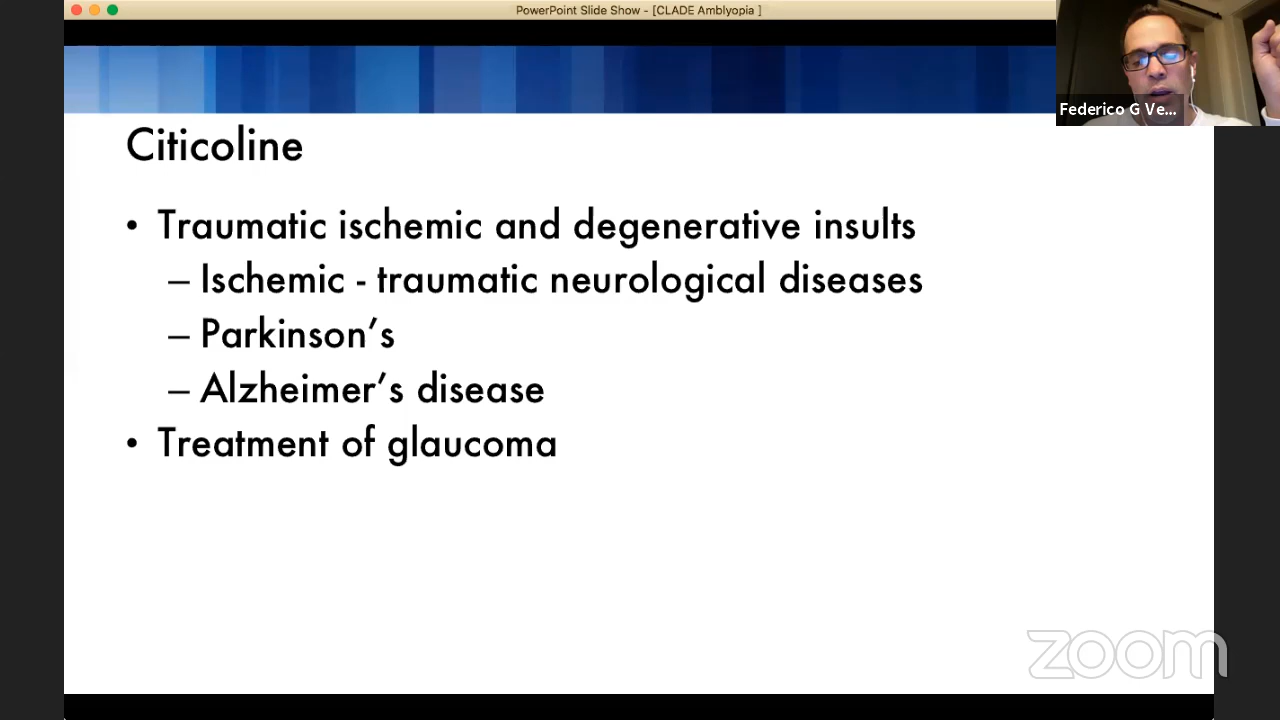 PowerPoint Slide Show - [CLADE Amblyopia ]
Federico G Ve...
Citicoline
• Traumatic ischemic and degenerative insults
– Ischemic - traumatic neurological diseases
– Parkinson’s
– Alzheimer’s disease
• Treatment of glaucoma
zoom